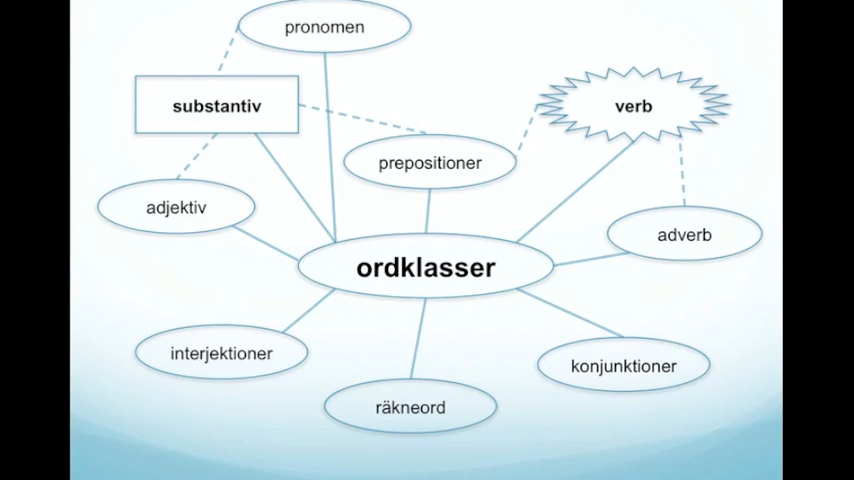 pronomen
substantiv
verb
prepositioner
adjektiv
adverb
ordklasser
interjektioner
konjunktioner
räkneord